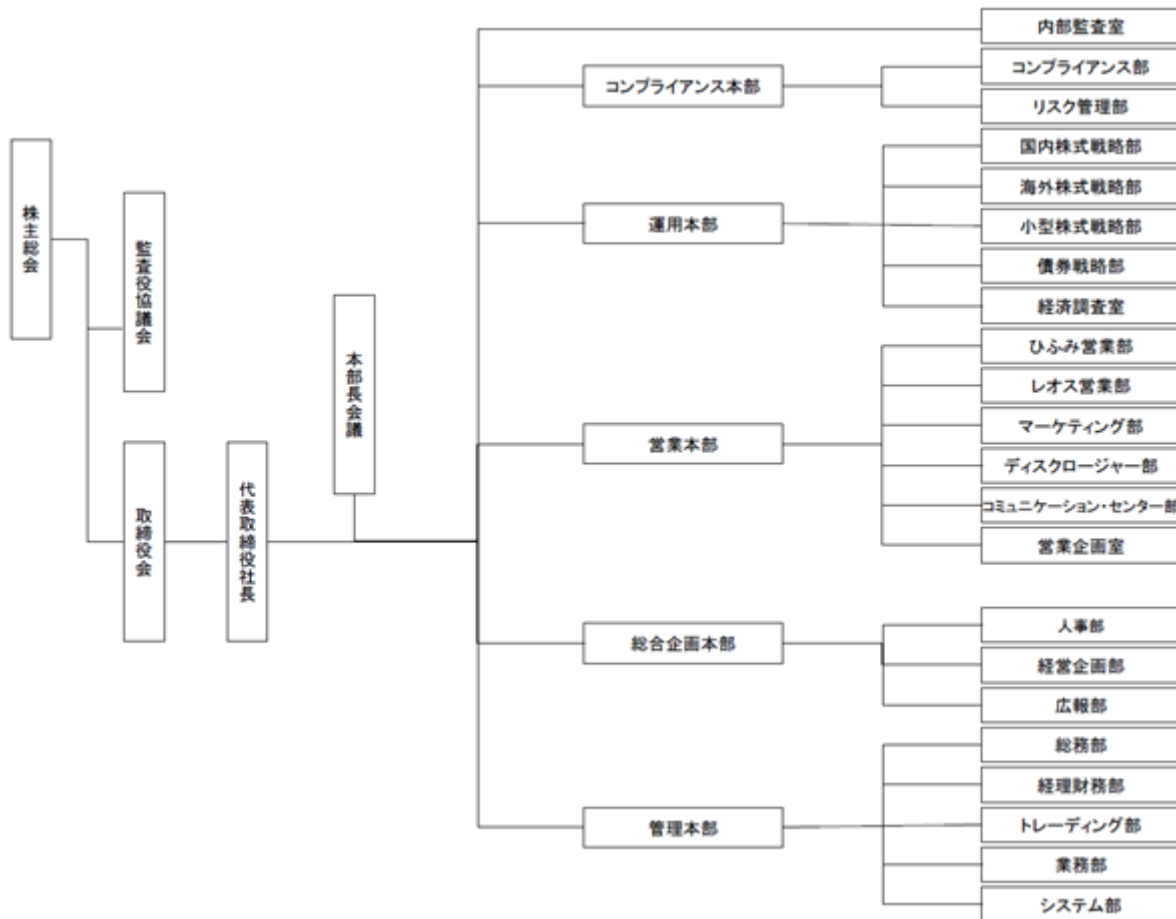 株主総会
監査役協議会
取締役会
代表取締役社長
本部長会議
内部監査室
コンプライアンス本部
コンプライアンス部
リスク管理部
運用本部
国内株式戦略部
海外株式戦略部
小型株式戦略部
債券戦略部
経済調査室
営業本部
ひふみ営業部
レオス営業部
マーケティング部
ディスクロージャー部
コミュニケーション・センター部
営業企画室
総合企画本部
人事部
経営企画部
広報部
管理本部
総務部
経理財務部
トレーディング部
業務部
システム部